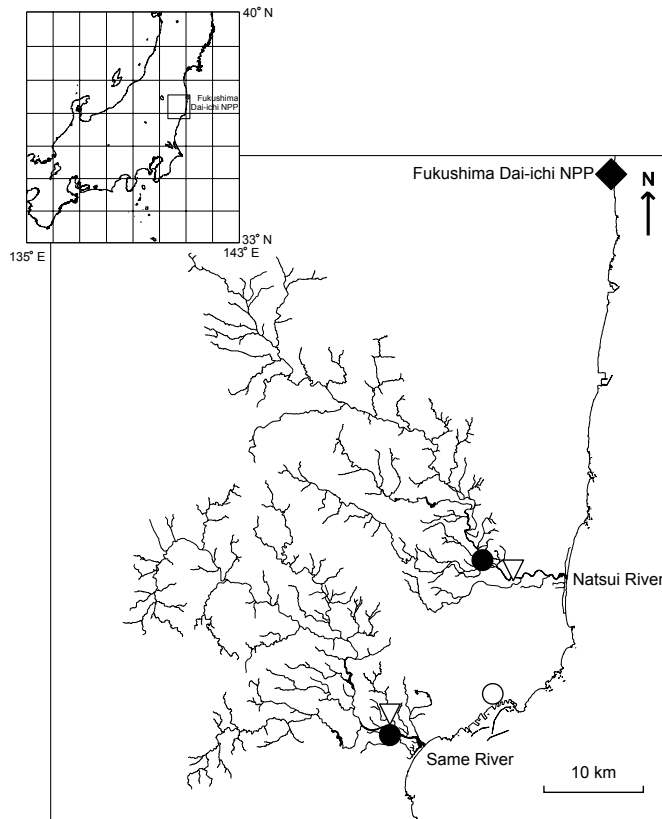 40° N
Fukushima
Dai-ichi NPP
33° N
135° E
143° E
Fukushima Dai-ichi NPP
N
Natsui River
Same River
10 km